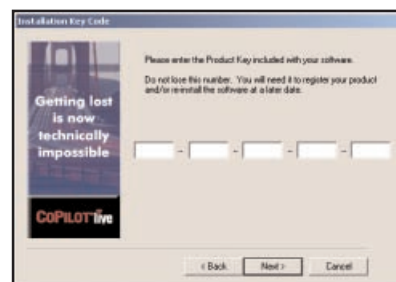 Installation Key Code
Please enter the Product Key included with your software.
Do not lose this number. You will need it to register your product
and/or re-install the software at a later date.
Getting lost
is now
technically
impossible
- - - -
COPILOT live
< Back Next > Cancel